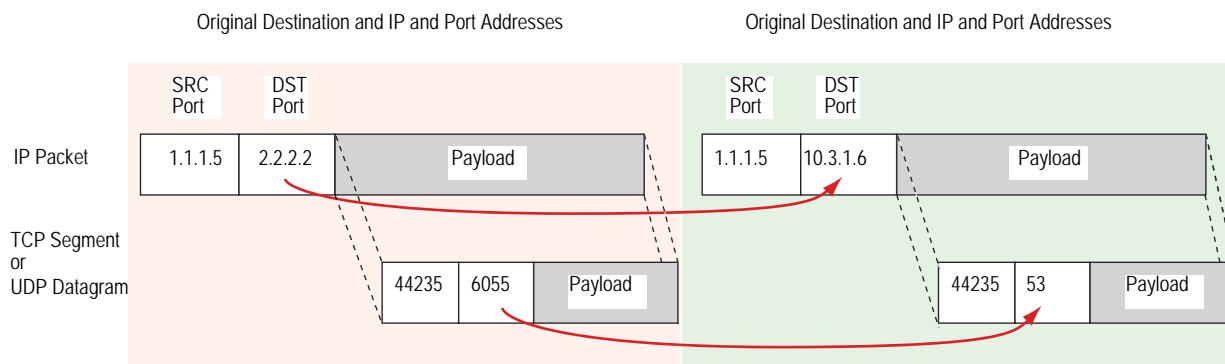 Original Destination and IP and Port Addresses
Original Destination and IP and Port Addresses
SRC
Port
DST
Port
SRC
Port
DST
Port
IP Packet
1.1.1.5
2.2.2.2
Payload
1.1.1.5
10.3.1.6
Payload
TCP Segment
or
UDP Datagram
44235
6055
Payload
44235
53
Payload